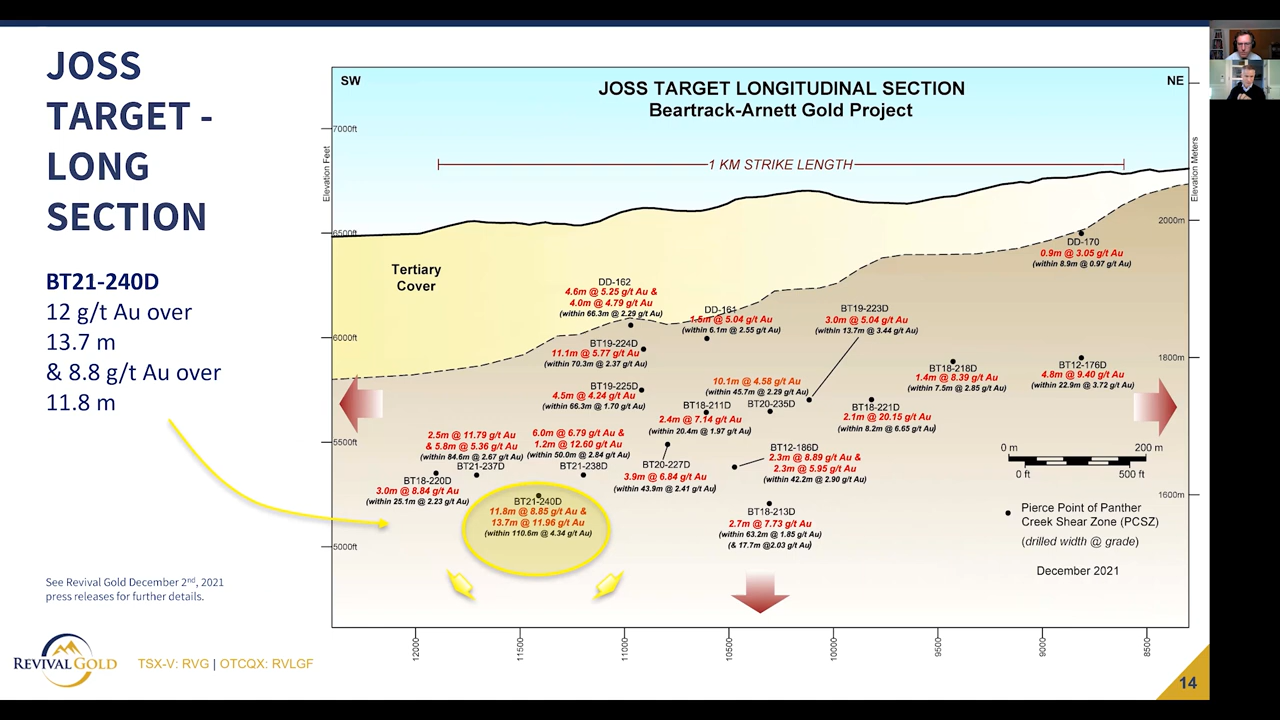 JOSS
TARGET -
LONG
SECTION
BT21-240D
12 g/t Au over
13.7 m
& 8.8 g/t Au over
11.8 m
See Revival Gold December 2nd, 2021
press releases for further details.
REVIVAL GOLD
TSX-V: RVG | OTCQX: RVLGF
SW
JOSS TARGET LONGITUDINAL SECTION
Beartrack-Arnett Gold Project
NE
Elevation Feet
7000ft
6500ft
6000ft
5500ft
5000ft
Elevation Meters
2000m
1800m
1600m
1 KM STRIKE LENGTH
Tertiary
Cover
DD-170
0.9m @ 3.05 g/t Au
(within 8.9m @ 0.97 g/t Au)
DD-162
4.6m @ 5.25 g/t Au &
4.0m @ 4.79 g/t Au
(within 66.3m @ 2.29 g/t Au)
DD-161
1.5m @ 5.04 g/t Au
(within 6.1m @ 2.55 g/t Au)
BT19-223D
3.0m @ 5.04 g/t Au
(within 13.7m @ 3.44 g/t Au)
BT19-224D
11.1m @ 5.77 g/t Au
(within 70.3m @ 2.37 g/t Au)
BT18-218D
1.4m @ 8.39 g/t Au
(within 7.5m @ 2.85 g/t Au)
BT12-176D
4.8m @ 9.40 g/t Au
(within 22.9m @ 3.72 g/t Au)
BT19-225D
4.5m @ 4.24 g/t Au
(within 66.3m @ 1.70 g/t Au)
10.1m @ 4.58 g/t Au
(within 45.7m @ 2.29 g/t Au)
BT20-235D
BT18-211D
2.4m @ 7.14 g/t Au
(within 20.4m @ 1.97 g/t Au)
BT18-221D
2.1m @ 20.15 g/t Au
(within 8.2m @ 6.65 g/t Au)
2.5m @ 11.79 g/t Au
& 5.8m @ 5.36 g/t Au
(within 84.6m @ 2.67 g/t Au)
BT21-237D
6.0m @ 6.79 g/t Au &
1.2m @ 12.60 g/t Au
(within 50.0m @ 2.84 g/t Au)
BT21-238D
BT20-227D
3.9m @ 6.84 g/t Au
(within 43.9m @ 2.41 g/t Au)
BT12-186D
2.3m @ 8.89 g/t Au &
2.3m @ 5.95 g/t Au
(within 42.2m @ 2.90 g/t Au)
BT18-220D
3.0m @ 8.84 g/t Au
(within 25.1m @ 2.23 g/t Au)
BT21-240D
11.8m @ 8.85 g/t Au &
13.7m @ 11.96 g/t Au
(within 110.6m @ 4.34 g/t Au)
BT18-213D
2.7m @ 7.73 g/t Au
(within 63.2m @ 1.85 g/t Au)
(& 17.7m @2.03 g/t Au)
0 m 200 m
0 ft 500 ft
Pierce Point of Panther
Creek Shear Zone (PCSZ)
(drilled width @ grade)
December 2021
12000 11500 11000 10500 10000 9500 9000 8500
14